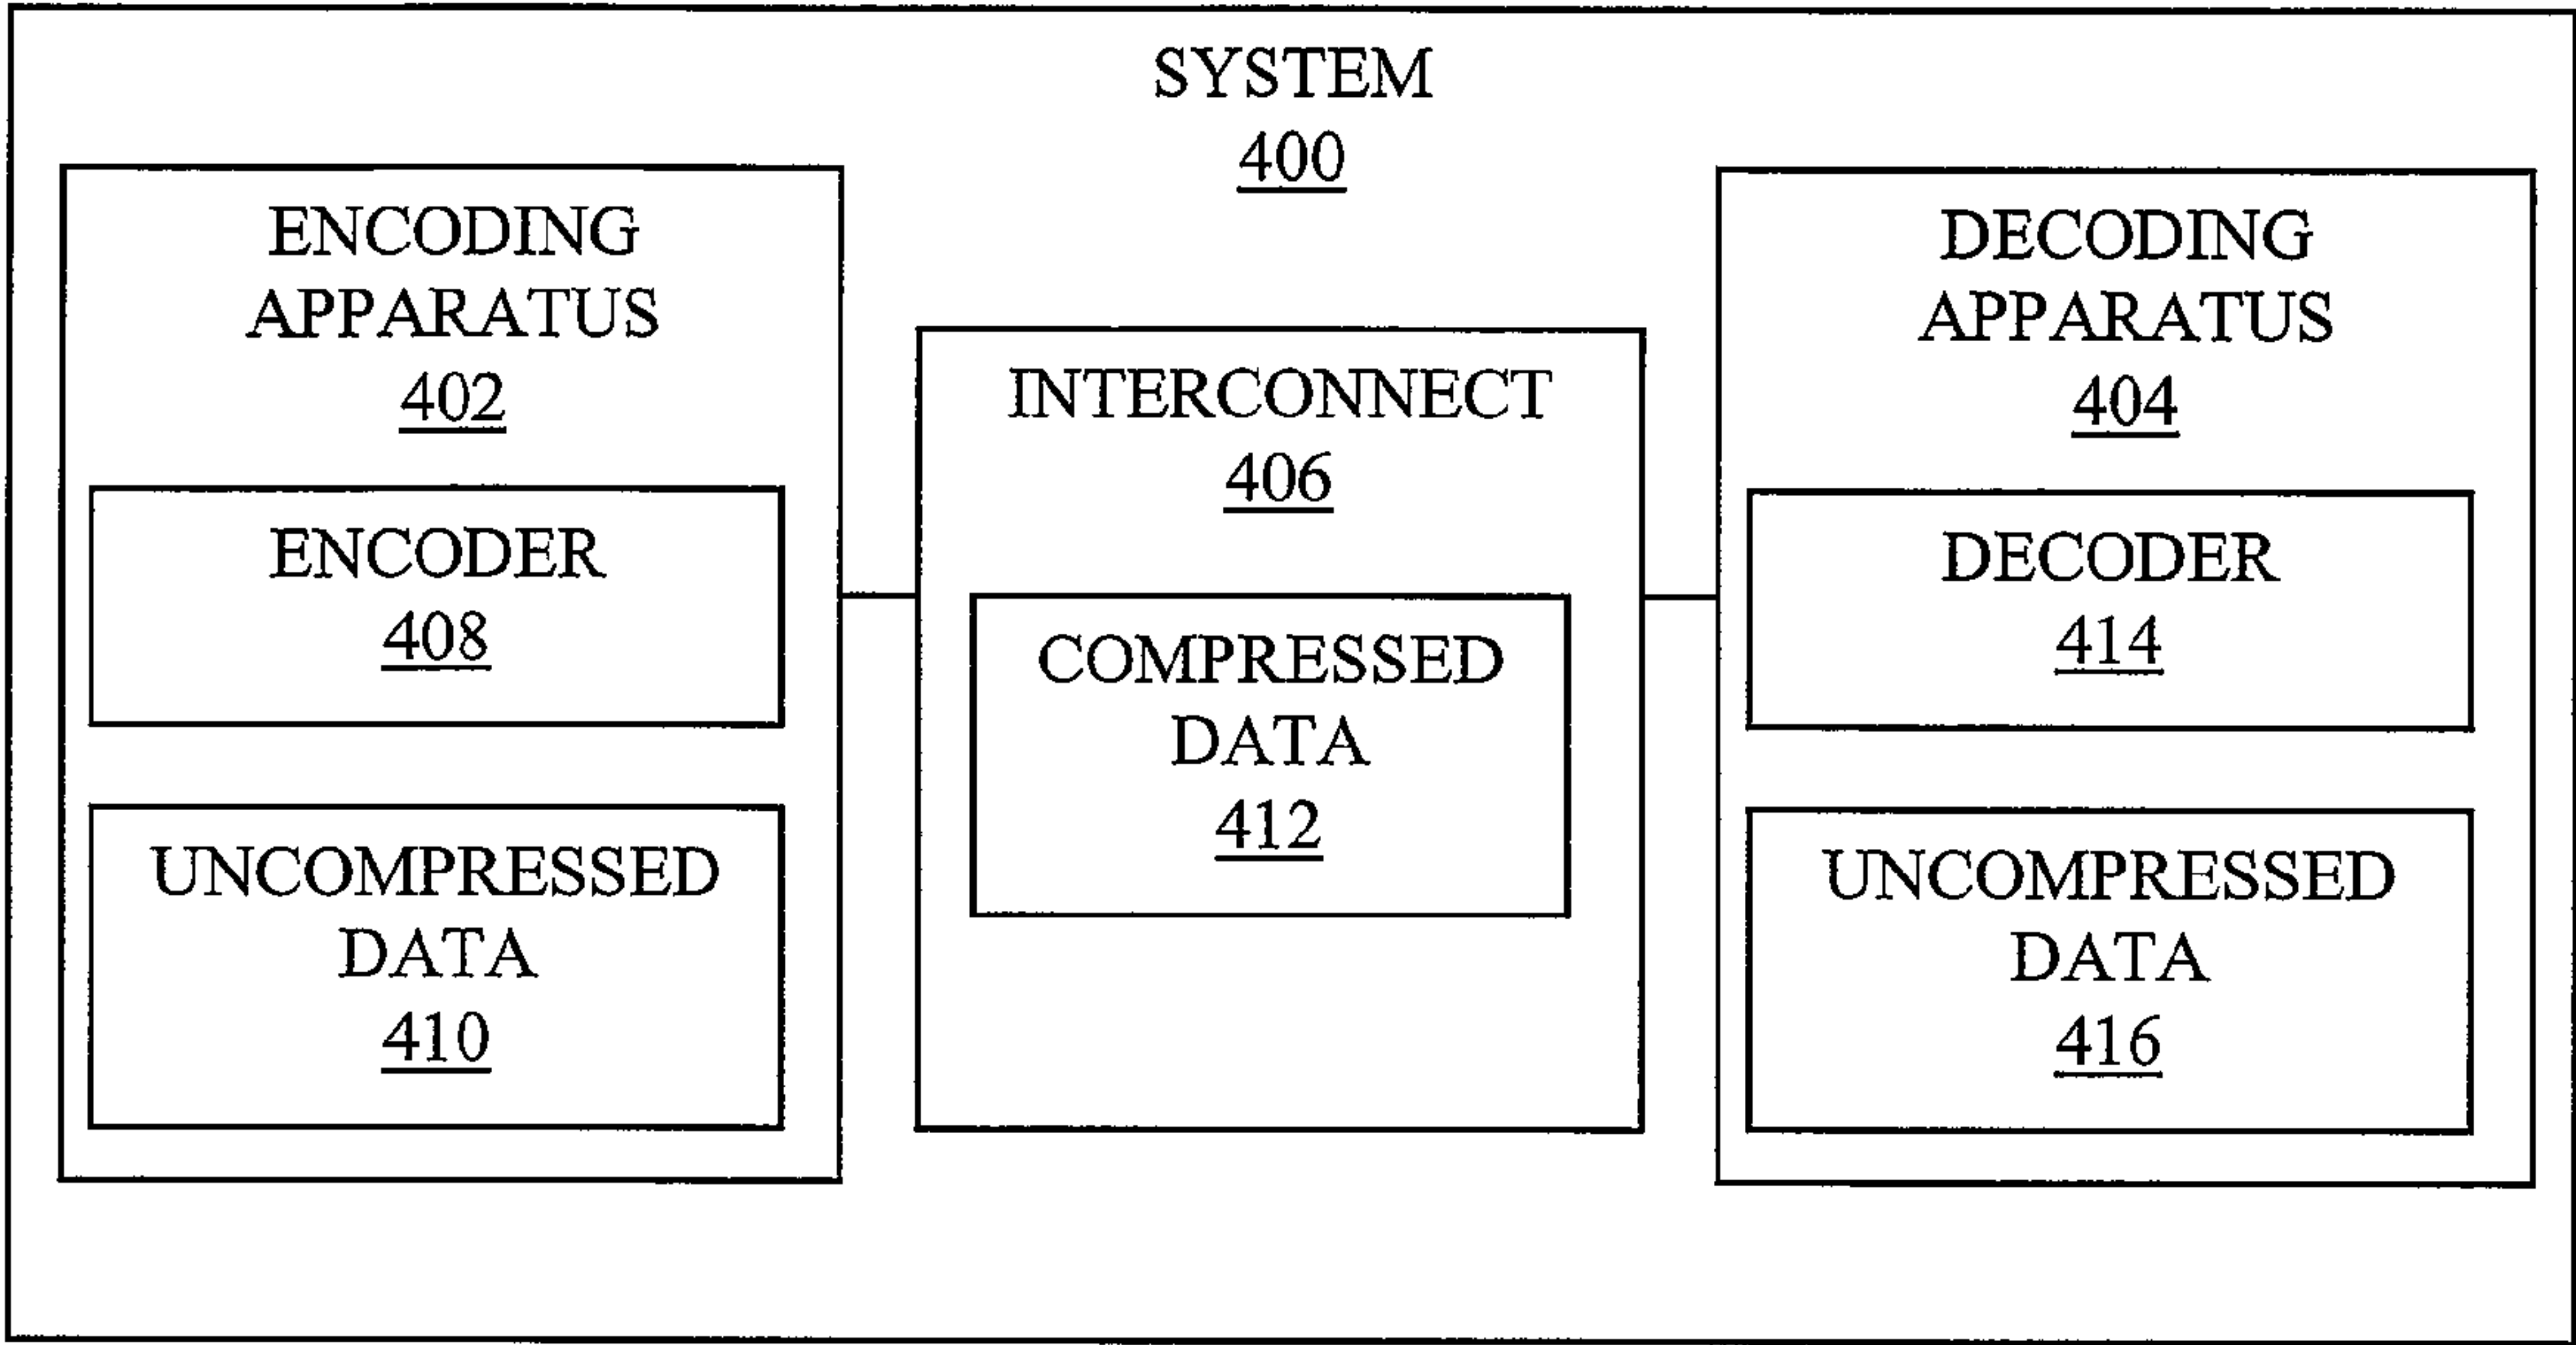 SYSTEM
400
ENCODING
APPARATUS
402
ENCODER
408
UNCOMPRESSED
DATA
410
INTERCONNECT
406
COMPRESSED
DATA
412
DECODING
APPARATUS
404
DECODER
414
UNCOMPRESSED
DATA
416